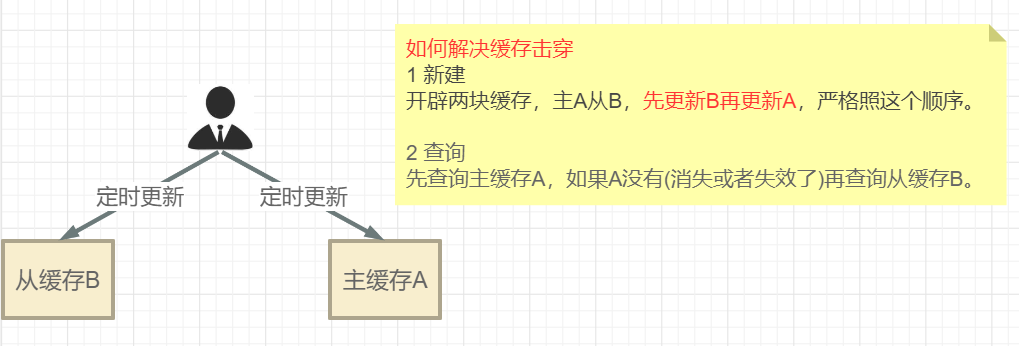 如何解决缓存击穿
1 新建
开辟两块缓存，主A从B，先更新B再更新A，严格照这个顺序。
2 查询
先查询主缓存A，如果A没有(消失或者失效了)再查询从缓存B。
定时更新
定时更新
从缓存B
主缓存A